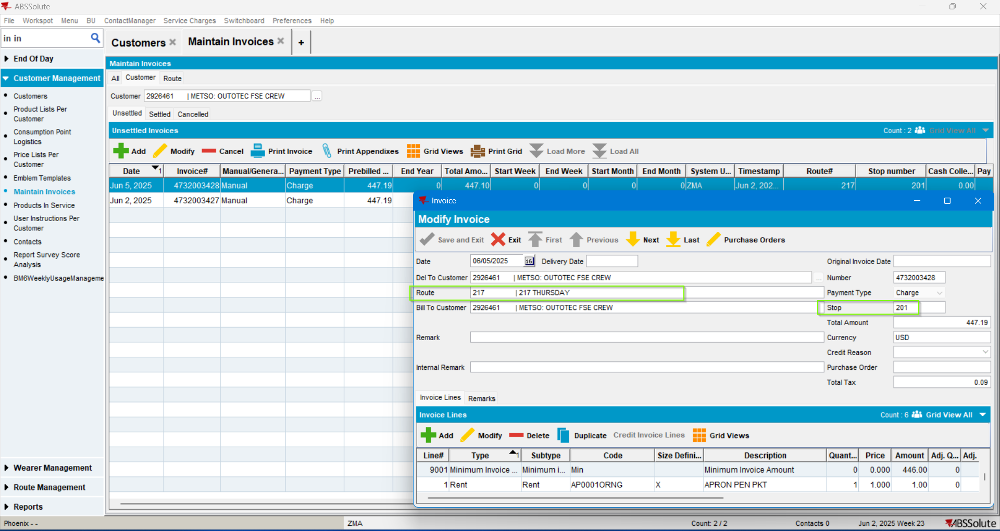 ABSSolute
File Workspot Menu BU ContactManager Service Charges Switchboard Preferences Help
in in
Customers
Maintain Invoices
+
End Of Day
Customer Management
Customers
Product Lists Per
Customer
Consumption Point
Logistics
Price Lists Per
Customer
Emblem Templates
Maintain Invoices
Products In Service
User Instructions Per
Customer
Contacts
Report Survey Score
Analysis
BM6WeeklyUsageManageme
Wearer Management
Route Management
Reports
Maintain Invoices
All Customer Route
Customer 2926461 | METSO: OUTOTEC FSE CREW ...
Unsettled Settled Cancelled
Unsettled Invoices Count : 2 Grid View All
Add Modify Cancel Print Invoice Print Appendixes Grid Views Print Grid Load More Load All
Date 1 Invoice# Manual/Genera... Payment Type Prebilled ... End Year Total Amo... Start Week End Week Start Month End Month System U... Timestamp Route# Stop number Cash Colle... Pay
Jun 5, 2025 4732003428 Manual Charge 447.19 0 447.10 0 0 0 0 ZMA Jun 2, 202... 217 201 0.00
Jun 2, 2025 4732003427 Manual Charge 447.19
Invoice
Modify Invoice
Save and Exit Exit First Previous Next Last Purchase Orders
Date 06/05/2025 16 Delivery Date Original Invoice Date
Del To Customer 2926461 | METSO: OUTOTEC FSE CREW ... Number 4732003428
Route 217 | 217 THURSDAY Payment Type Charge
Bill To Customer 2926461 | METSO: OUTOTEC FSE CREW Stop 201
Total Amount 447.19
Remark Currency USD
Credit Reason
Internal Remark Purchase Order
Total Tax 0.09
Invoice Lines Remarks
Invoice Lines Count : 6 Grid View All
Add Modify Delete Duplicate Credit Invoice Lines Grid Views
Line# Type 1 Subtype Code Size Defini... Description Quant... Price Amount Adj. Q... Adj.
9001 Minimum Invoice ... Minimum i... Min Minimum Invoice Amount 0 0.000 446.00 0
1 Rent Rent AP0001ORNG X APRON PEN PKT 1 1.000 1.00 0
Phoenix - - ZMA Count: 2 / 2 Contacts 0 Jun 2, 2025 Week 23 ABSSolute